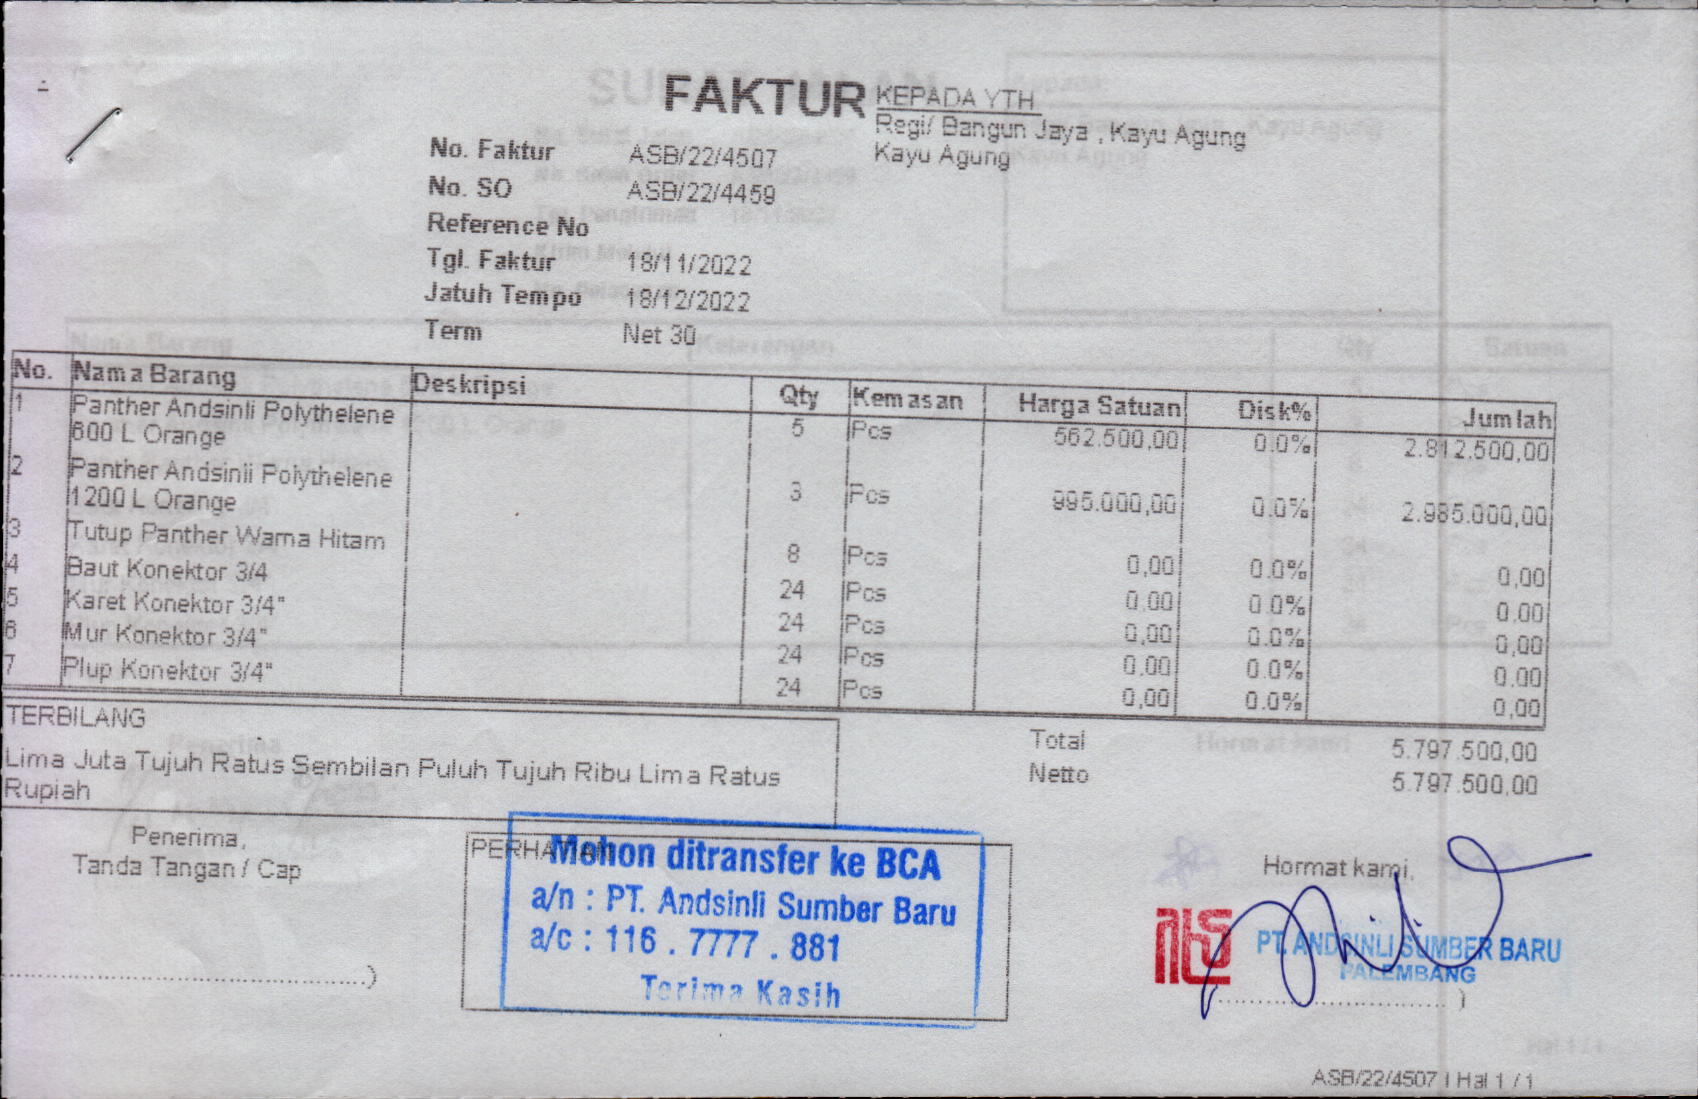 FAKTUR
KEPADA YTH
Regi/ Bangun Jaya , Kayu Agung
Kayu Agung
No. Faktur ASB/22/4507
No. SO ASB/22/4459
Reference No
Tgl. Faktur 18/11/2022
Jatuh Tempo 18/12/2022
Term Net 30
No. Nama Barang Deskripsi Qty Kemasan Harga Satuan Disk% Jumlah
1 Panther Andsinli Polythelene 5 Pcs 562.500,00 0.0% 2.812.500,00
600 L Orange
2 Panther Andsinli Polythelene 3 Pcs 995.000,00 0.0% 2.985.000,00
1200 L Orange
3 Tutup Panther Warna Hitam 8 Pcs 0,00 0.0% 0,00
4 Baut Konektor 3/4 24 Pcs 0,00 0.0% 0,00
5 Karet Konektor 3/4" 24 Pcs 0,00 0.0% 0,00
6 Mur Konektor 3/4" 24 Pcs 0,00 0.0% 0,00
7 Plup Konektor 3/4" 24 Pcs 0,00 0.0% 0,00
TERBILANG
Lima Juta Tujuh Ratus Sembilan Puluh Tujuh Ribu Lima Ratus
Rupiah
Total 5.797.500,00
Netto 5.797.500,00
Penerima,
Tanda Tangan / Cap
..........................................)
PERHATIAN
Mohon ditransfer ke BCA
a/n : PT. Andsinli Sumber Baru
a/c : 116 . 7777 . 881
Terima Kasih
Hormat kami,
PT. ANDSINLI SUMBER BARU
PALEMBANG
(..............................)
ASB/22/4507 | Hal 1 / 1